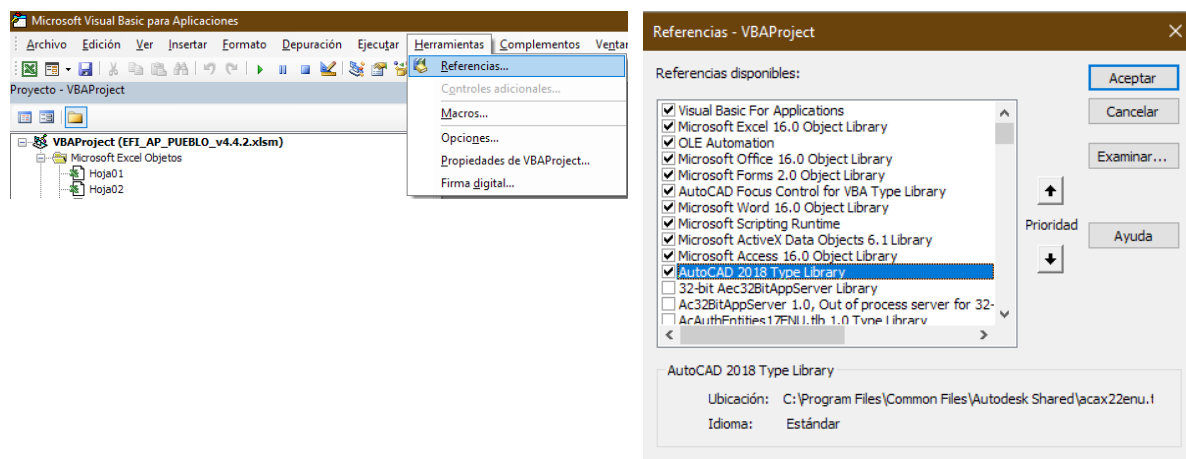 Microsoft Visual Basic para Aplicaciones
Archivo Edición Ver Insertar Formato Depuración Ejecutar Herramientas Complementos Ventan
Referencias...
Controles adicionales...
Macros...
Opciones...
Propiedades de VBAProject...
Firma digital...
Proyecto - VBAProject
VBAProject (EFI_AP_PUEBLO_v4.4.2.xlsm)
Microsoft Excel Objetos
Hoja01
Hoja02
Referencias - VBAProject
Referencias disponibles:
Visual Basic For Applications
Microsoft Excel 16.0 Object Library
OLE Automation
Microsoft Office 16.0 Object Library
Microsoft Forms 2.0 Object Library
AutoCAD Focus Control for VBA Type Library
Microsoft Word 16.0 Object Library
Microsoft Scripting Runtime
Microsoft ActiveX Data Objects 6.1 Library
Microsoft Access 16.0 Object Library
AutoCAD 2018 Type Library
32-bit Aec32BitAppServer Library
Ac32BitAppServer 1.0, Out of process server for 32-
AcAuthEntities17ENU.tlb 1.0 Type Library
Aceptar
Cancelar
Examinar...
Prioridad
Ayuda
AutoCAD 2018 Type Library
Ubicación: C:\Program Files\Common Files\Autodesk Shared\acax22enu.t
Idioma: Estándar